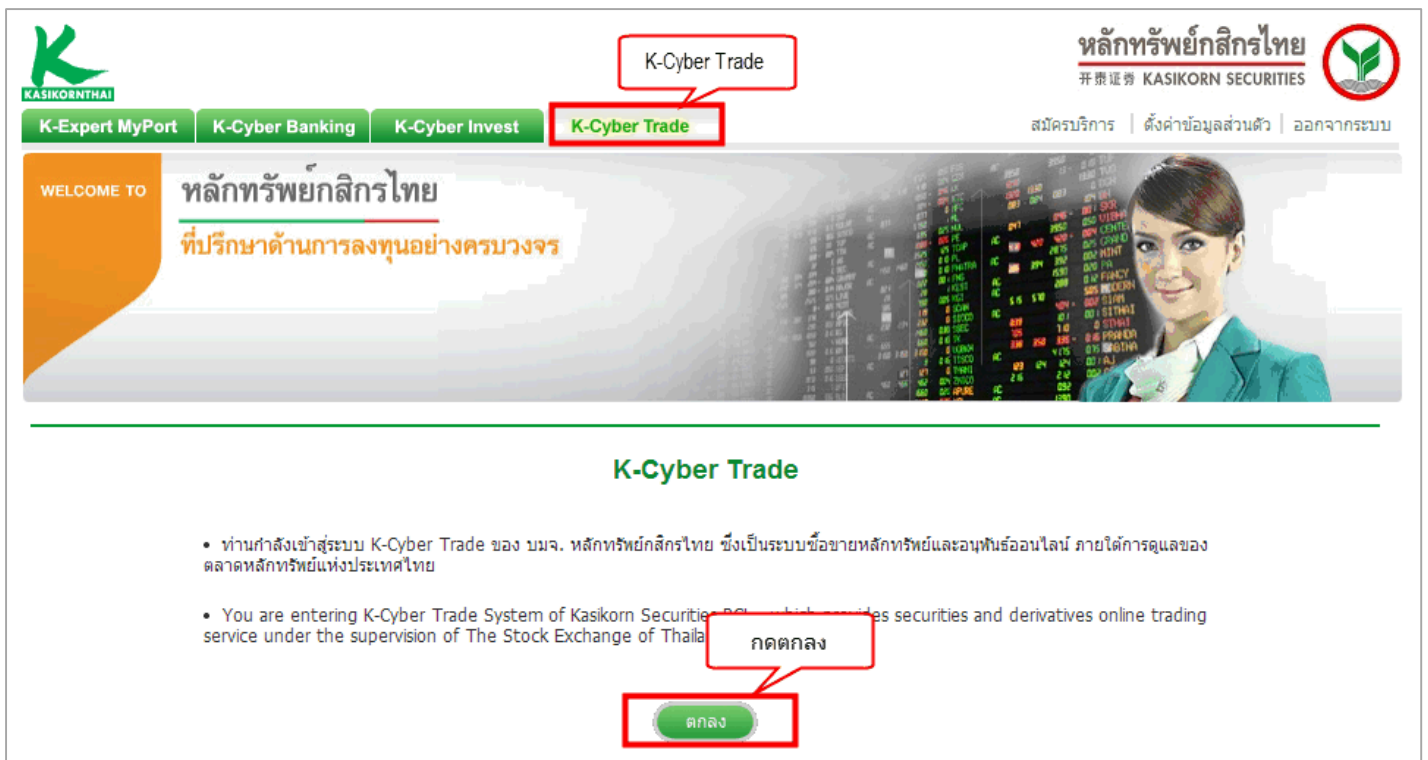 K-Cyber Trade
หลักทรัพย์กสิกรไทย
开泰证券 KASIKORN SECURITIES
KASIKORNTHAI
K-Expert MyPort K-Cyber Banking K-Cyber Invest K-Cyber Trade
สมัครบริการ | ตั้งค่าข้อมูลส่วนตัว | ออกจากระบบ
WELCOME TO หลักทรัพย์กสิกรไทย
ที่ปรึกษาด้านการลงทุนอย่างครบวงจร
K-Cyber Trade
• ท่านกำลังเข้าสู่ระบบ K-Cyber Trade ของ บมจ. หลักทรัพย์กสิกรไทย ซึ่งเป็นระบบซื้อขายหลักทรัพย์และอนุพันธ์ออนไลน์ ภายใต้การดูแลของ
ตลาดหลักทรัพย์แห่งประเทศไทย
• You are entering K-Cyber Trade System of Kasikorn Securities which provides securities and derivatives online trading
service under the supervision of The Stock Exchange of
กดตกลง
ตกลง